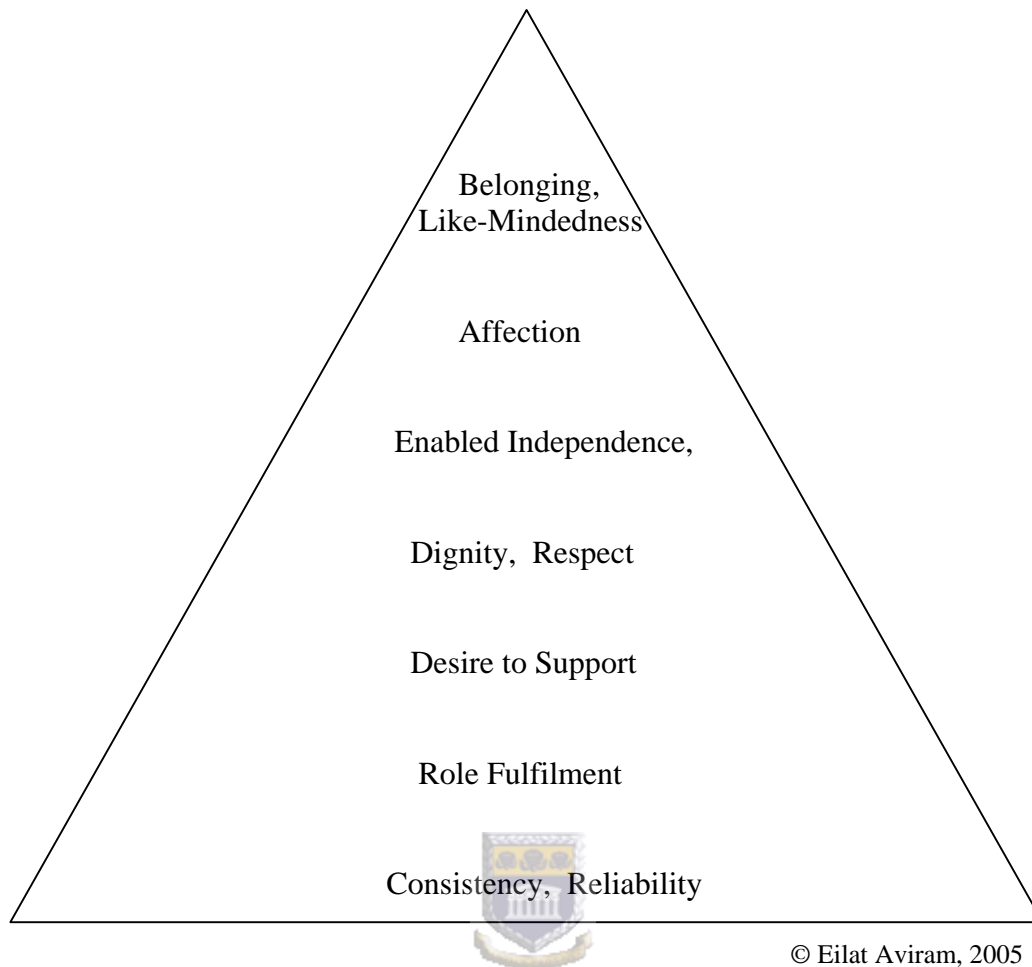 Belonging,
Like-Mindedness
Affection
Enabled Independence,
Dignity, Respect
Desire to Support
Role Fulfilment
Consistency, Reliability
© Eilat Aviram, 2005